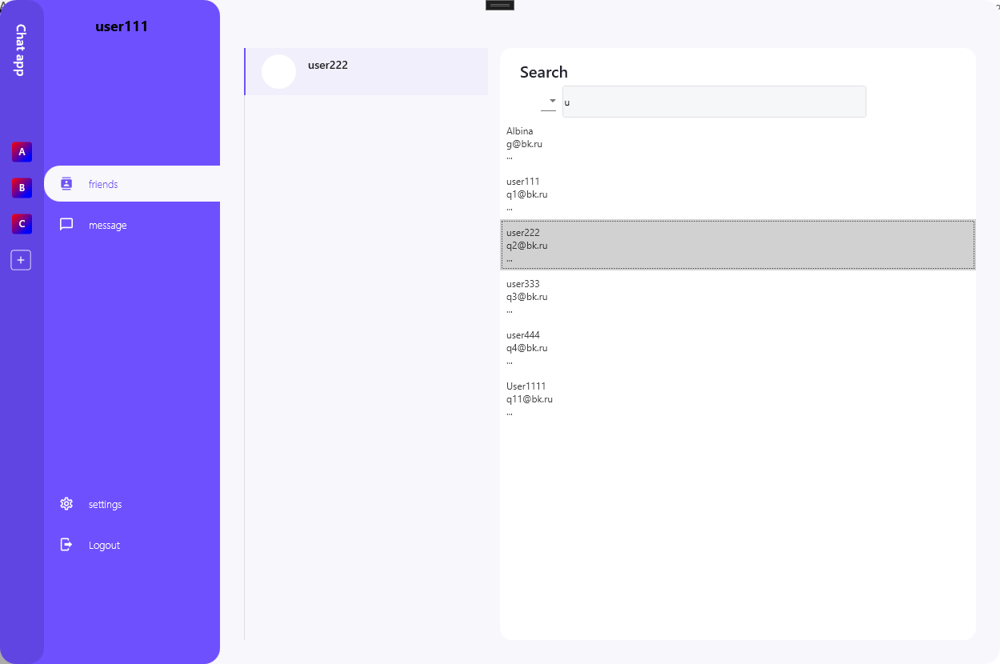 Chat app
user111
A
B
C
+
friends
message
settings
Logout
user222
Search
u
Albina
g@bk.ru
...
user111
q1@bk.ru
...
user222
q2@bk.ru
...
user333
q3@bk.ru
...
user444
q4@bk.ru
...
User1111
q11@bk.ru
...